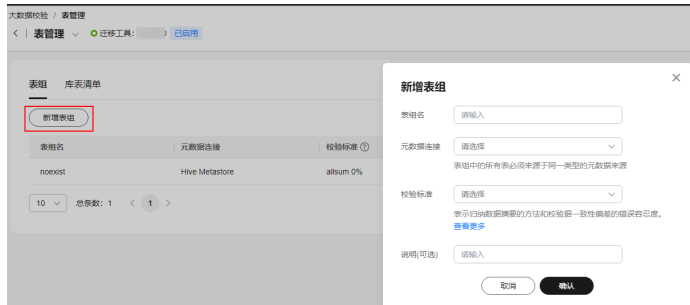 大数据校验 / 表管理
表管理
迁移工具:
已启用
表组
库表清单
新增表组
表组名
元数据连接
校验标准
noexist
Hive Metastore
allsum 0%
10
总条数: 1
1
新增表组
表组名
请输入
元数据连接
请选择
表组中的所有表必须来源于同一类型的元数据来源
校验标准
请选择
表示归纳数据摘要的方法和校验据一致性偏差的错误容忍度。
查看更多
说明(可选)
请输入
取消
确认